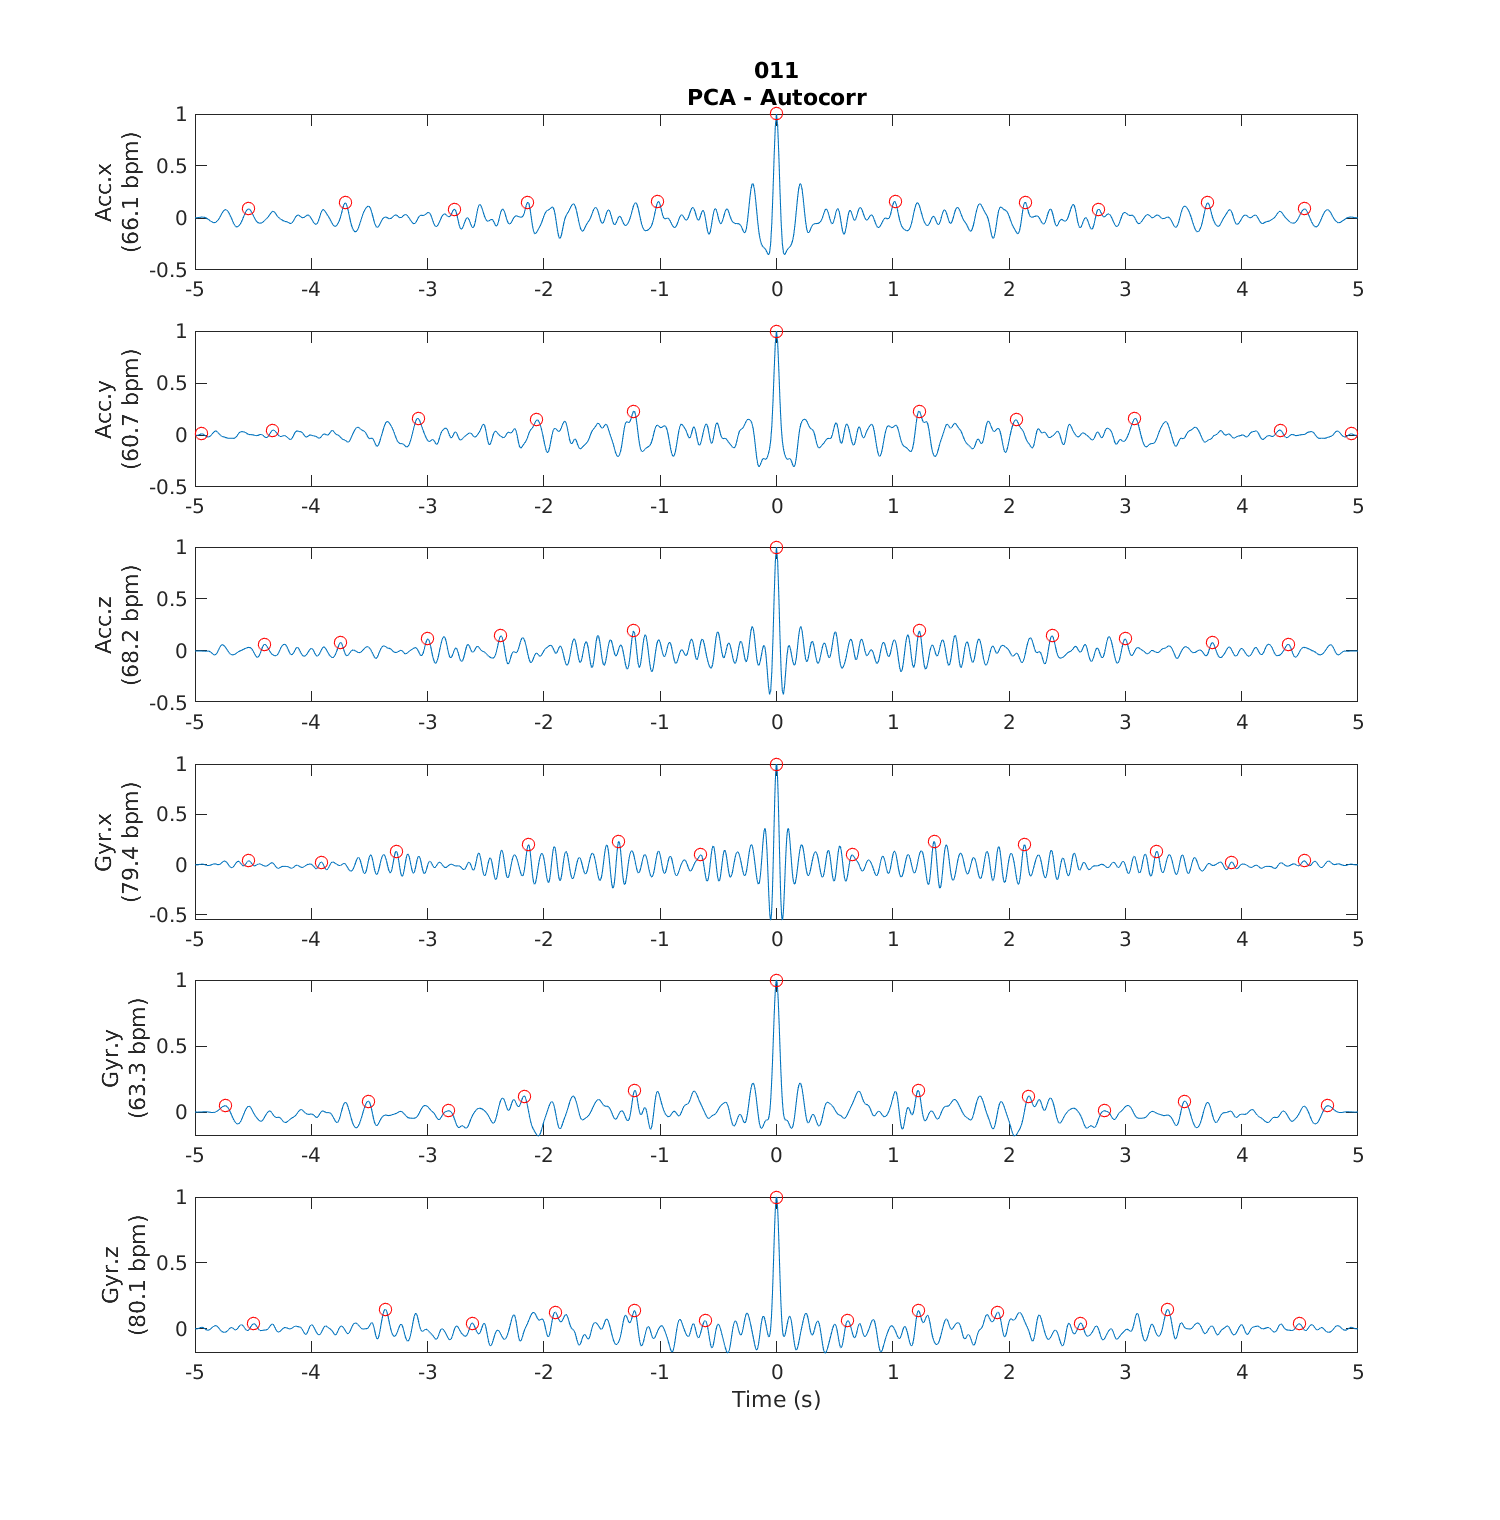 011
PCA - Autocorr
Acc.x
(66.1 bpm)
1
0.5
0
-0.5
-5 -4 -3 -2 -1 0 1 2 3 4 5
Acc.y
(60.7 bpm)
1
0.5
0
-0.5
-5 -4 -3 -2 -1 0 1 2 3 4 5
Acc.z
(68.2 bpm)
1
0.5
0
-0.5
-5 -4 -3 -2 -1 0 1 2 3 4 5
Gyr.x
(79.4 bpm)
1
0.5
0
-0.5
-5 -4 -3 -2 -1 0 1 2 3 4 5
Gyr.y
(63.3 bpm)
1
0.5
0
-5 -4 -3 -2 -1 0 1 2 3 4 5
Gyr.z
(80.1 bpm)
1
0.5
0
-5 -4 -3 -2 -1 0 1 2 3 4 5
Time (s)